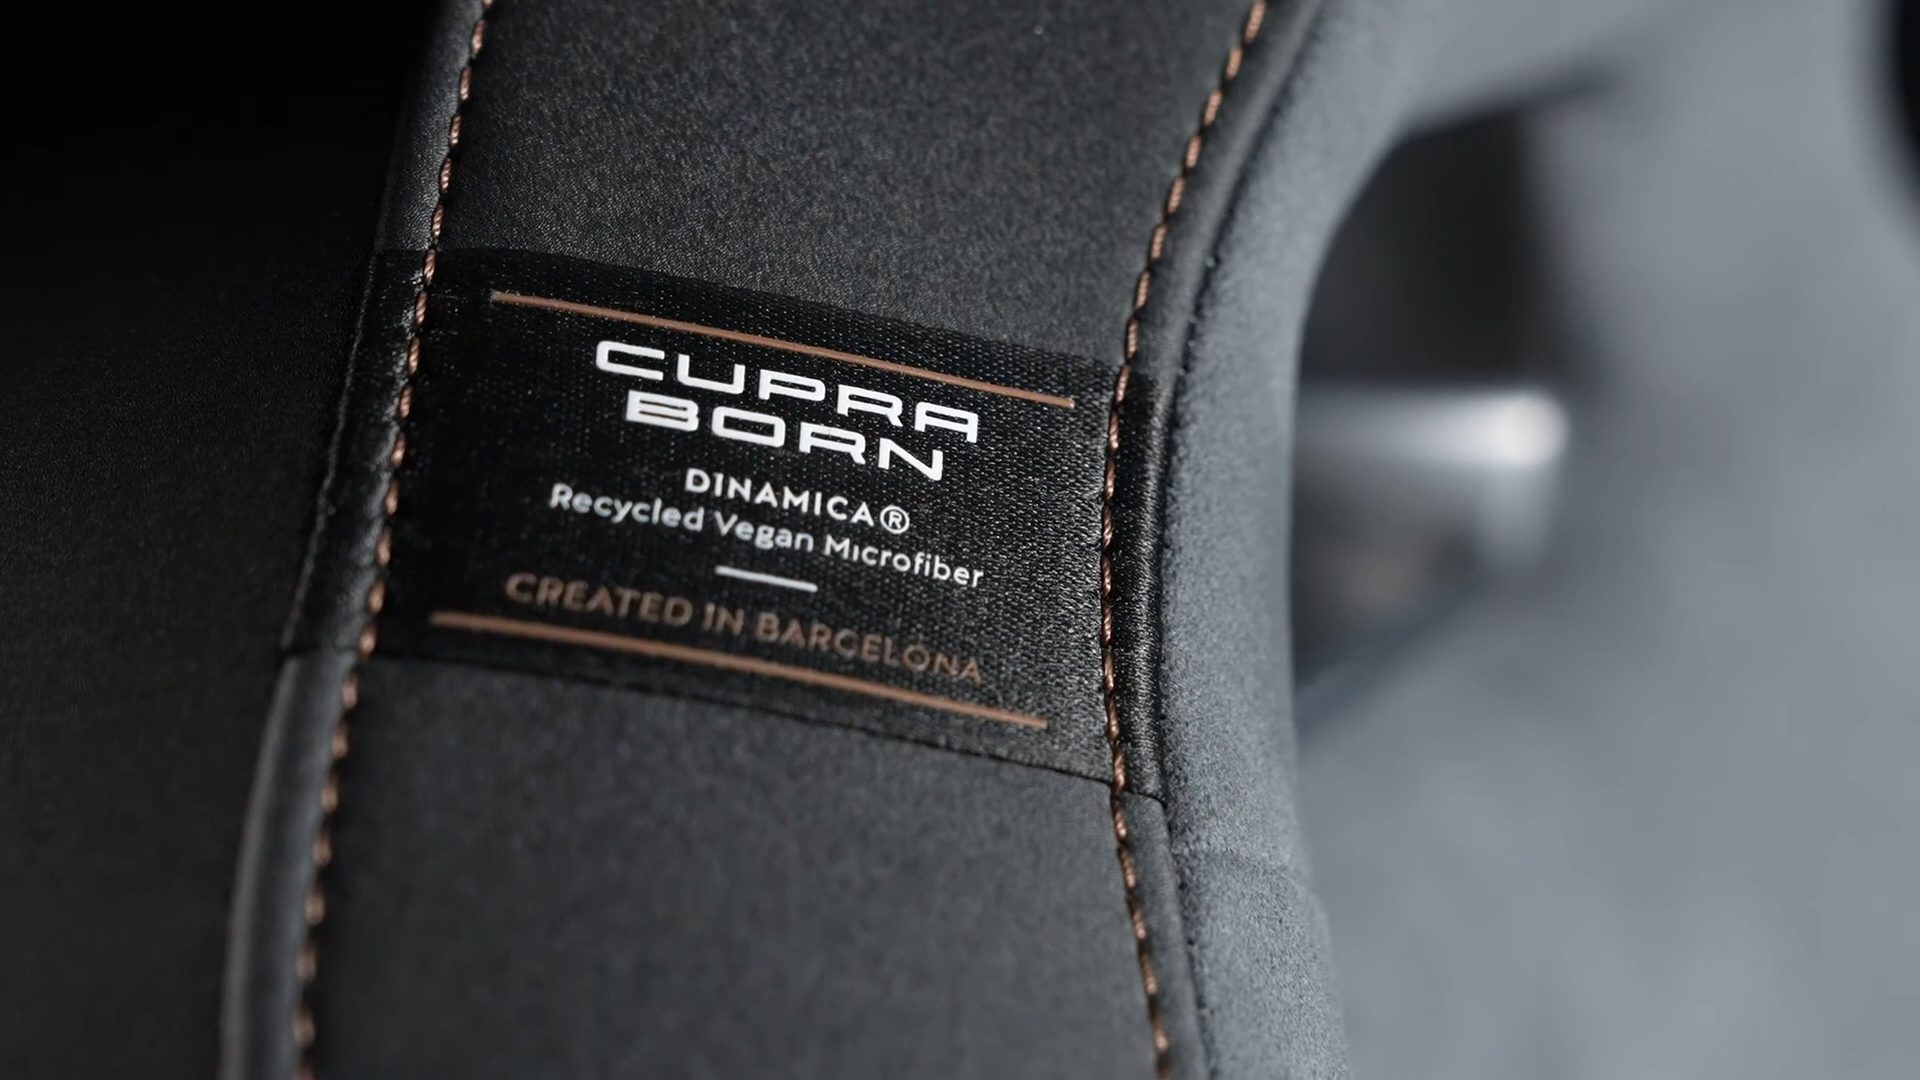 CUPRA
BORN
DINAMICA®
Recycled Vegan Microfiber
CREATED IN BARCELONA